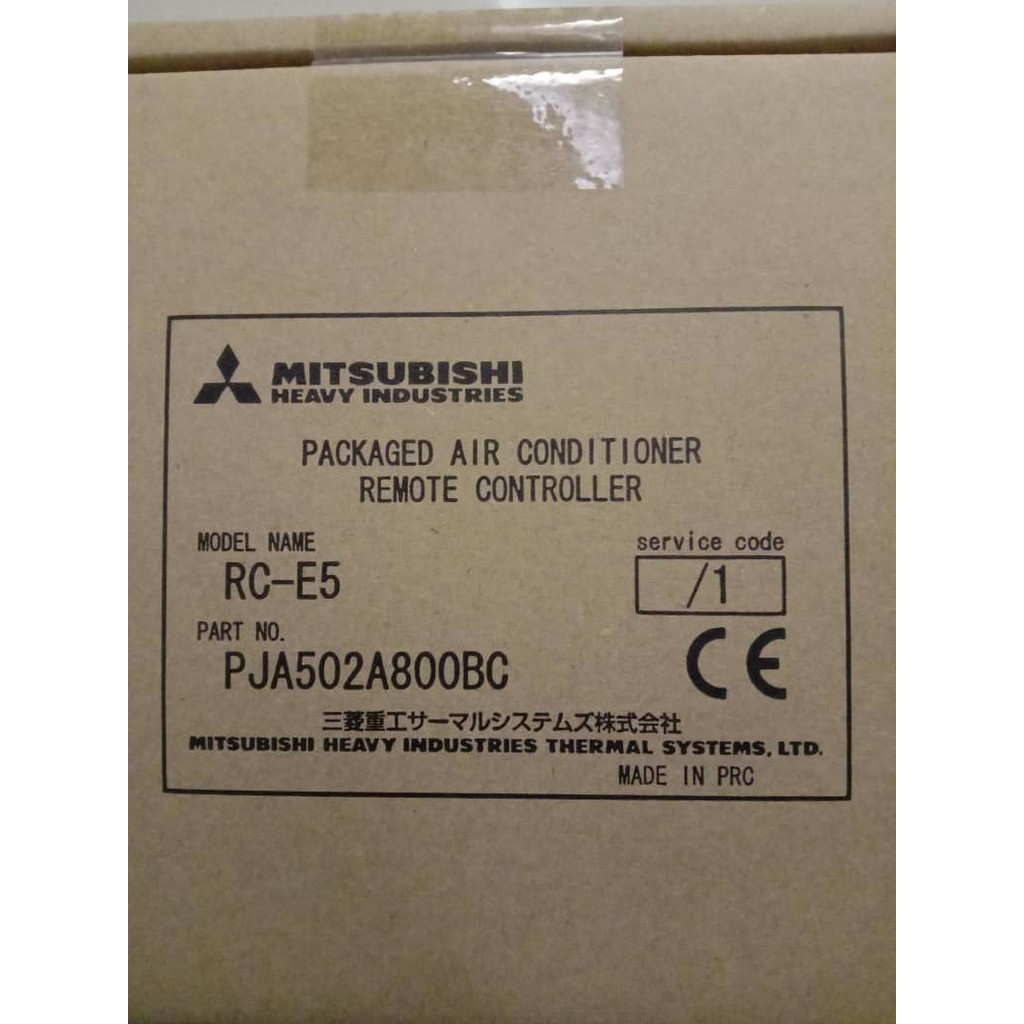 MITSUBISHI
HEAVY INDUSTRIES
PACKAGED AIR CONDITIONER
REMOTE CONTROLLER
MODEL NAME
RC-E5
service code
/1
PART NO.
PJA502A800BC
CE
三菱重工サーマルシステムズ株式会社
MITSUBISHI HEAVY INDUSTRIES THERMAL SYSTEMS, LTD.
MADE IN PRC